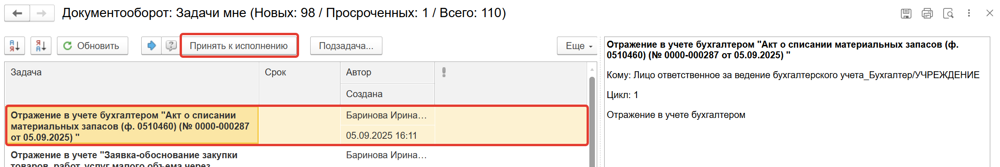 Документооборот: Задачи мне (Новых: 98 / Просроченных: 1 / Всего: 110)
Обновить
Принять к исполнению
Подзадача...
Еще
Задача
Срок
Автор
Создана
Отражение в учете бухгалтером "Акт о списании
материальных запасов (ф. 0510460) (№ 0000-000287
от 05.09.2025) "
Баринова Ирина...
05.09.2025 16:11
Отражение в учете "Заявка-обоснование закупки
товаров, работ, услуг малого объема через
Баринова Ирина...
Отражение в учете бухгалтером "Акт о списании материальных запасов (ф.
0510460) (№ 0000-000287 от 05.09.2025) "
Кому: Лицо ответственное за ведение бухгалтерского учета_Бухгалтер/УЧРЕЖДЕНИЕ
Цикл: 1
Отражение в учете бухгалтером